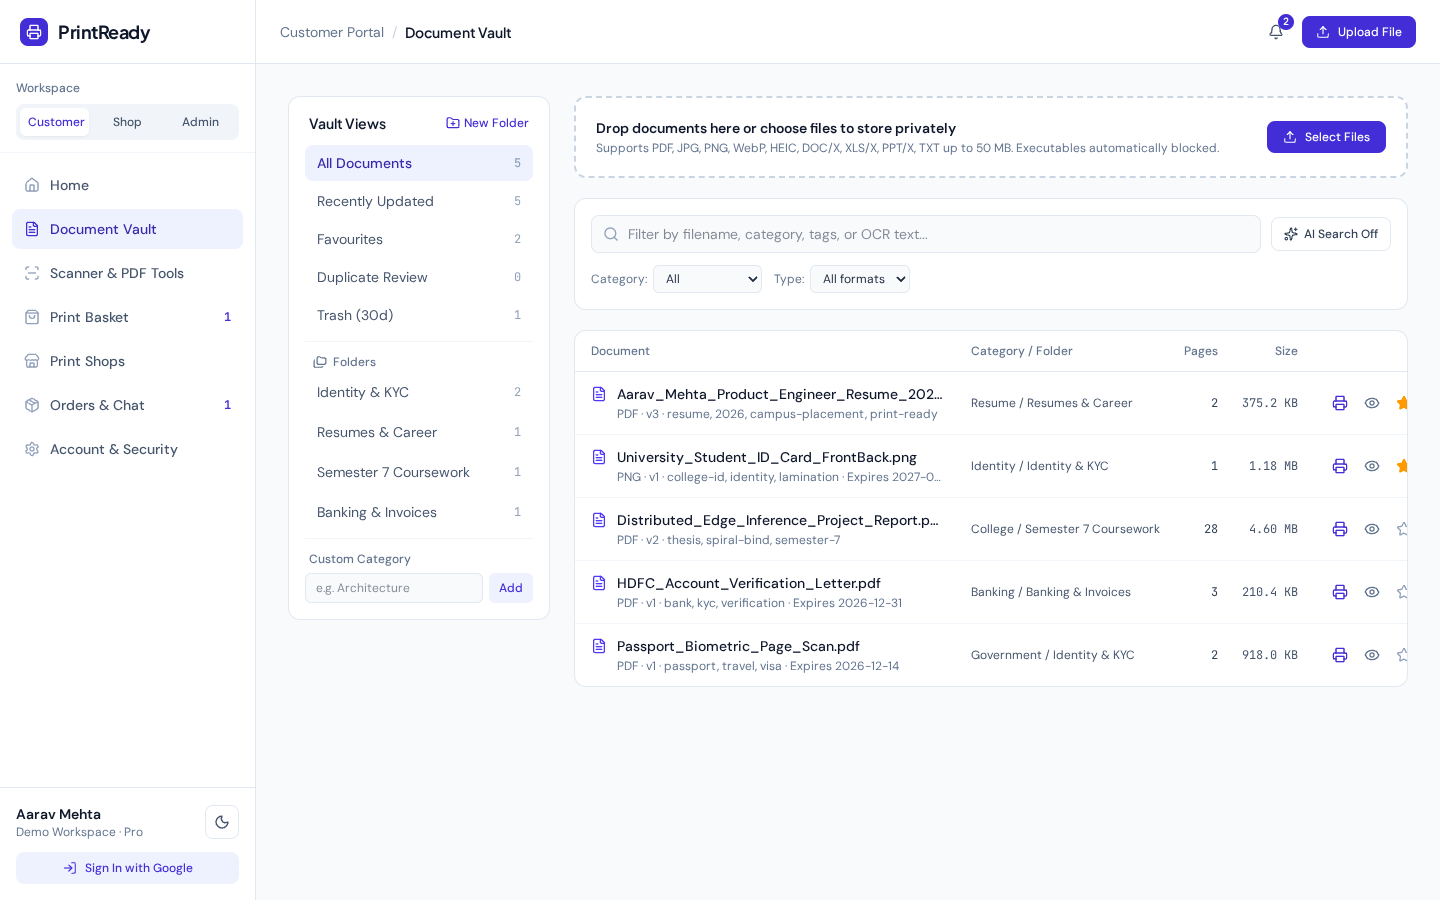 PrintReady
Customer Portal / Document Vault
2
Upload File
Workspace
Customer
Shop
Admin
Home
Document Vault
Scanner & PDF Tools
Print Basket 1
Print Shops
Orders & Chat 1
Account & Security
Aarav Mehta
Demo Workspace · Pro
Sign In with Google
Vault Views
New Folder
All Documents 5
Recently Updated 5
Favourites 2
Duplicate Review 0
Trash (30d) 1
Folders
Identity & KYC 2
Resumes & Career 1
Semester 7 Coursework 1
Banking & Invoices 1
Custom Category
e.g. Architecture
Add
Drop documents here or choose files to store privately
Supports PDF, JPG, PNG, WebP, HEIC, DOC/X, XLS/X, PPT/X, TXT up to 50 MB. Executables automatically blocked.
Select Files
Filter by filename, category, tags, or OCR text...
AI Search Off
Category: All
Type: All formats
Document Category / Folder Pages Size
Aarav_Mehta_Product_Engineer_Resume_202...
PDF · v3 · resume, 2026, campus-placement, print-ready
Resume / Resumes & Career 2 375.2 KB
University_Student_ID_Card_FrontBack.png
PNG · v1 · college-id, identity, lamination · Expires 2027-0...
Identity / Identity & KYC 1 1.18 MB
Distributed_Edge_Inference_Project_Report.p...
PDF · v2 · thesis, spiral-bind, semester-7
College / Semester 7 Coursework 28 4.60 MB
HDFC_Account_Verification_Letter.pdf
PDF · v1 · bank, kyc, verification · Expires 2026-12-31
Banking / Banking & Invoices 3 210.4 KB
Passport_Biometric_Page_Scan.pdf
PDF · v1 · passport, travel, visa · Expires 2026-12-14
Government / Identity & KYC 2 918.0 KB